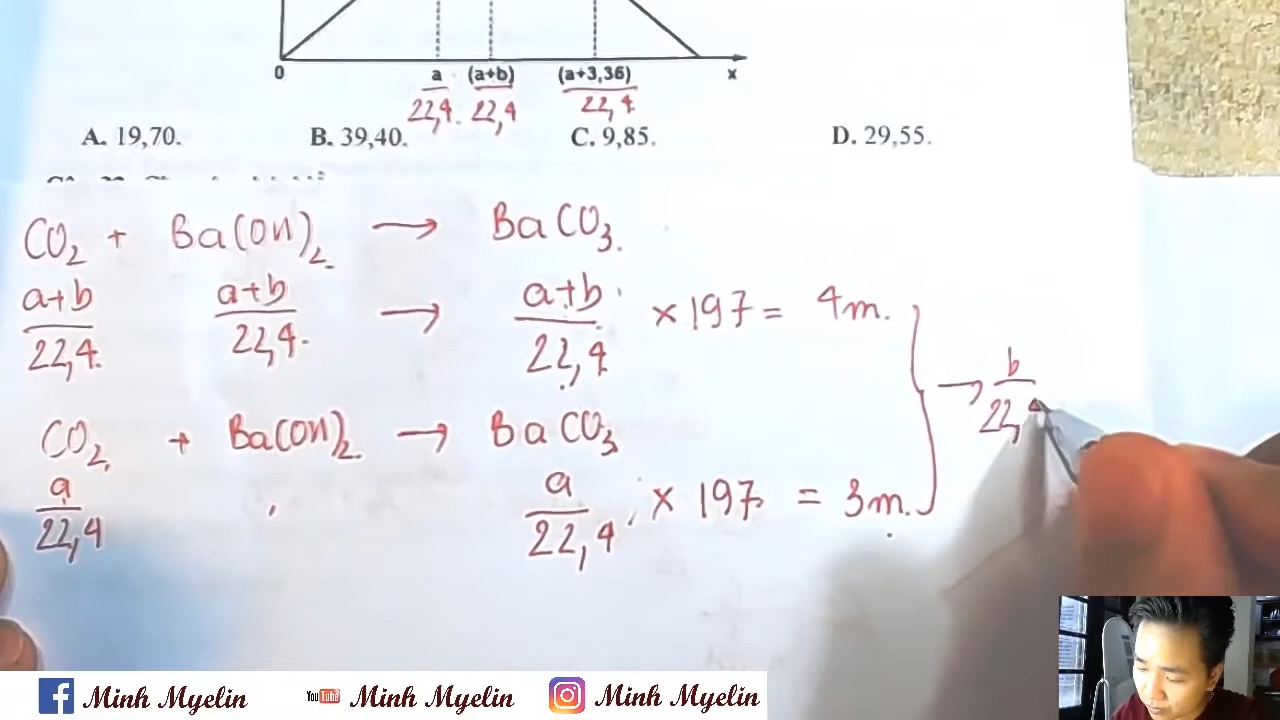 0 a (a+b) (a+3,36) x
22,4. 22,4 22,4
A. 19,70. B. 39,40. C. 9,85. D. 29,55.
CO2 + Ba(OH)2 → BaCO3.
a+b/22,4. a+b/22,4. → a+b/22,4 × 197 = 4m.
→ b/22,4
CO2 + Ba(OH)2 → BaCO3
a/22,4 a/22,4 × 197 = 3m.
Minh Myelin YouTube Minh Myelin Minh Myelin